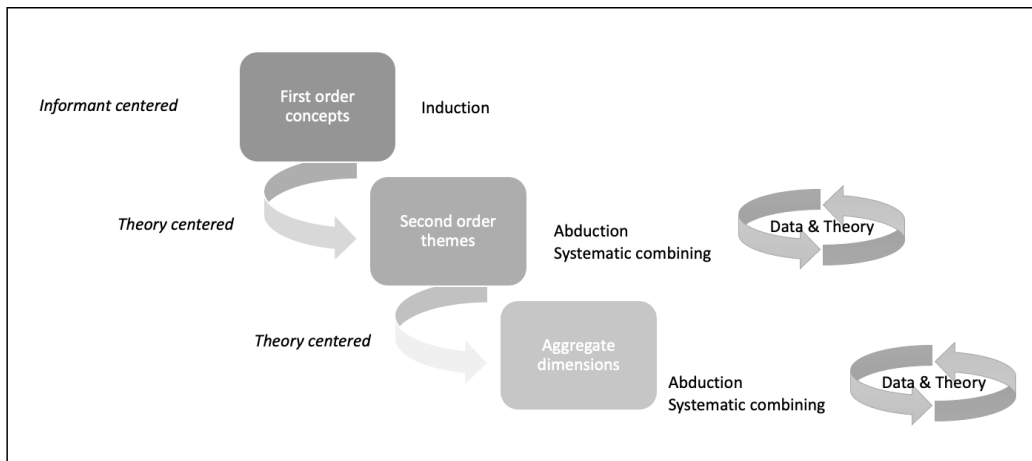 First order
concepts
Informant centered
Induction
Theory centered
Second order
themes
Abduction
Systematic combining
Data & Theory
Theory centered
Aggregate
dimensions
Abduction
Systematic combining
Data & Theory